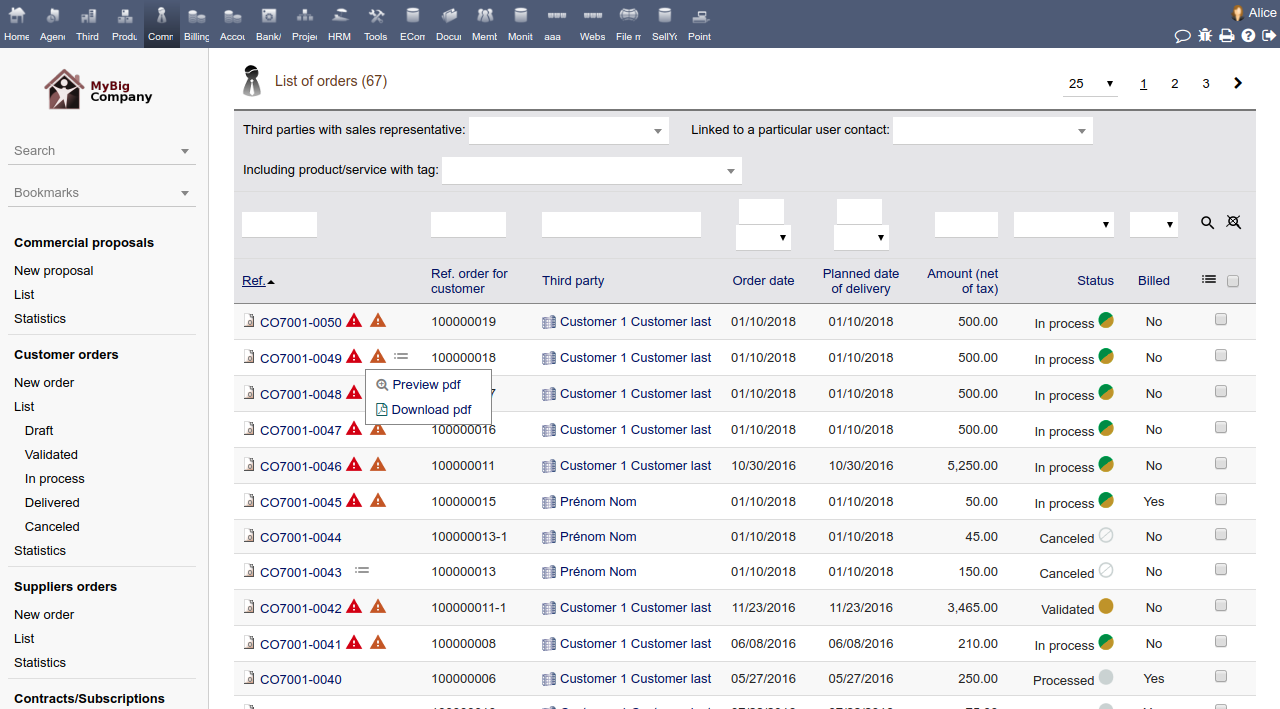 Home Agen Third Produ Comm Billing Accou Bank/ Proje HRM Tools ECom Docu Memb Monit aaa Webs File m SellYo Point
Alice
MyBig
Company
Search
Bookmarks
Commercial proposals
New proposal
List
Statistics
Customer orders
New order
List
Draft
Validated
In process
Delivered
Canceled
Statistics
Suppliers orders
New order
List
Statistics
Contracts/Subscriptions
List of orders (67)
25 1 2 3
Third parties with sales representative: Linked to a particular user contact:
Including product/service with tag:
Ref. Ref. order for customer Third party Order date Planned date of delivery Amount (net of tax) Status Billed
CO7001-0050 100000019 Customer 1 Customer last 01/10/2018 01/10/2018 500.00 In process No
CO7001-0049 100000018 Customer 1 Customer last 01/10/2018 01/10/2018 500.00 In process No
Preview pdf
Download pdf
CO7001-0048 7 Customer 1 Customer last 01/10/2018 01/10/2018 500.00 In process No
CO7001-0047 100000016 Customer 1 Customer last 01/10/2018 01/10/2018 500.00 In process No
CO7001-0046 100000011 Customer 1 Customer last 10/30/2016 10/30/2016 5,250.00 In process No
CO7001-0045 100000015 Prénom Nom 01/10/2018 01/10/2018 50.00 In process Yes
CO7001-0044 100000013-1 Prénom Nom 01/10/2018 01/10/2018 45.00 Canceled No
CO7001-0043 100000013 Prénom Nom 01/10/2018 01/10/2018 150.00 Canceled No
CO7001-0042 100000011-1 Customer 1 Customer last 11/23/2016 11/23/2016 3,465.00 Validated No
CO7001-0041 100000008 Customer 1 Customer last 06/08/2016 06/08/2016 210.00 In process No
CO7001-0040 100000006 Customer 1 Customer last 05/27/2016 05/27/2016 250.00 Processed Yes